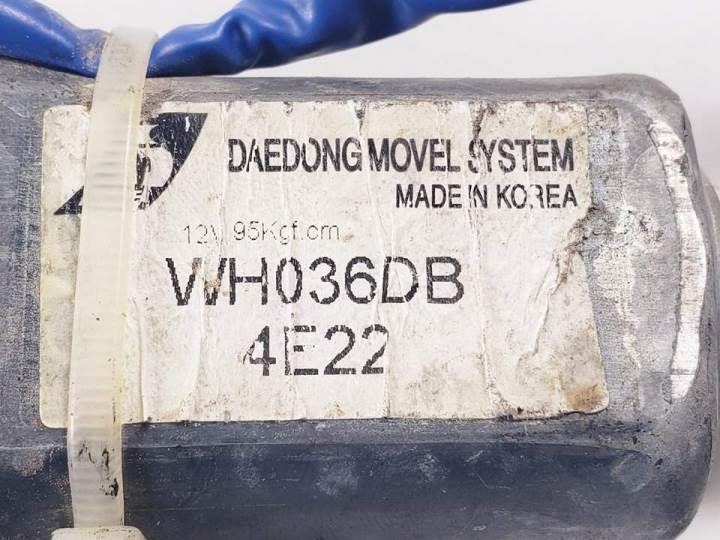 DAEDONG MOVEL SYSTEM
MADE IN KOREA
12V 95Kgf.cm
WH036DB
4E22